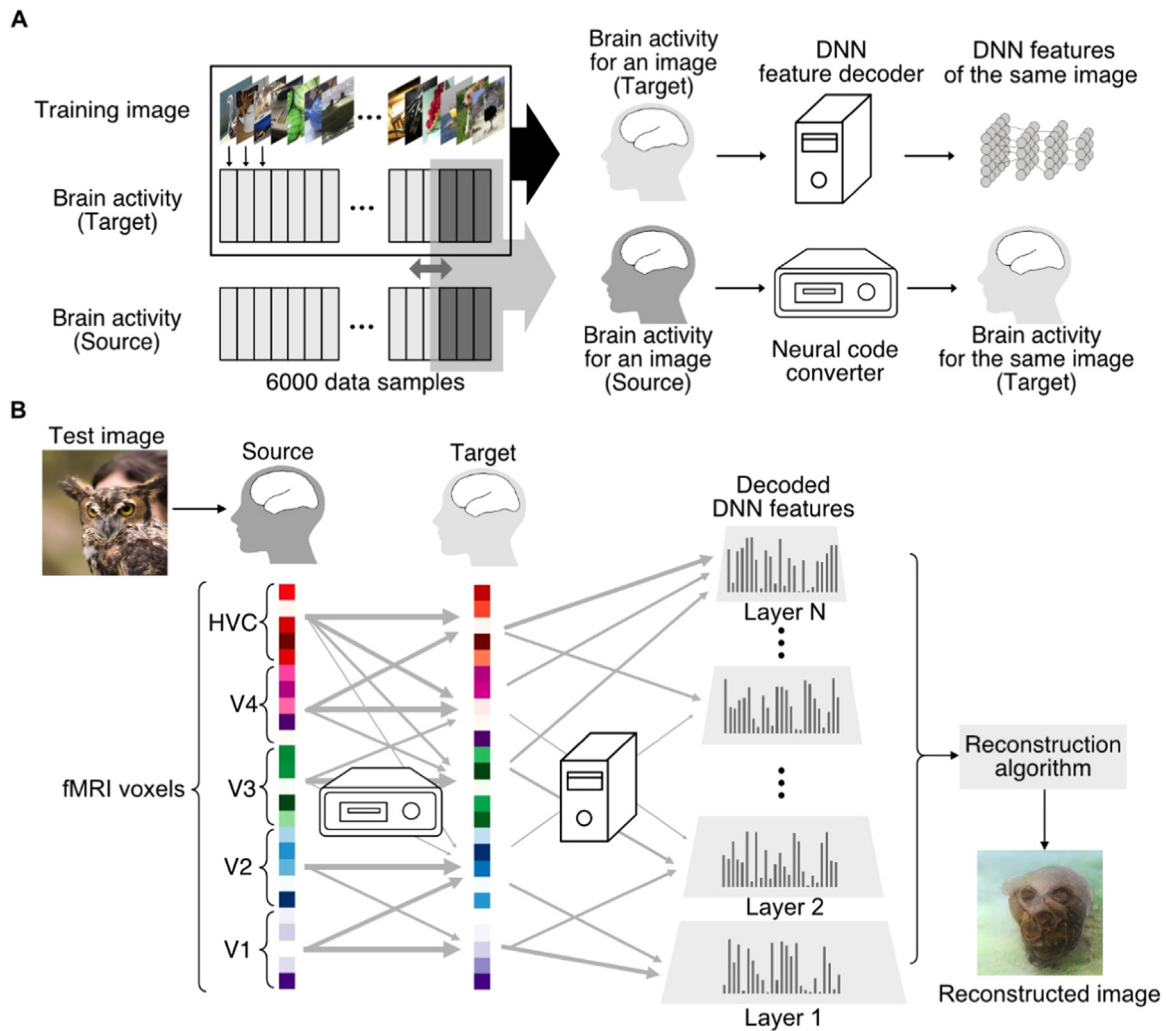 A
Training image
Brain activity
(Target)
Brain activity
(Source)
6000 data samples
Brain activity
for an image
(Target)
DNN
feature decoder
DNN features
of the same image
Brain activity
for an image
(Source)
Neural code
converter
Brain activity
for the same image
(Target)
B
Test image
Source
Target
Decoded
DNN features
HVC
V4
V3
V2
V1
fMRI voxels
Layer N
Layer 2
Layer 1
Reconstruction
algorithm
Reconstructed image